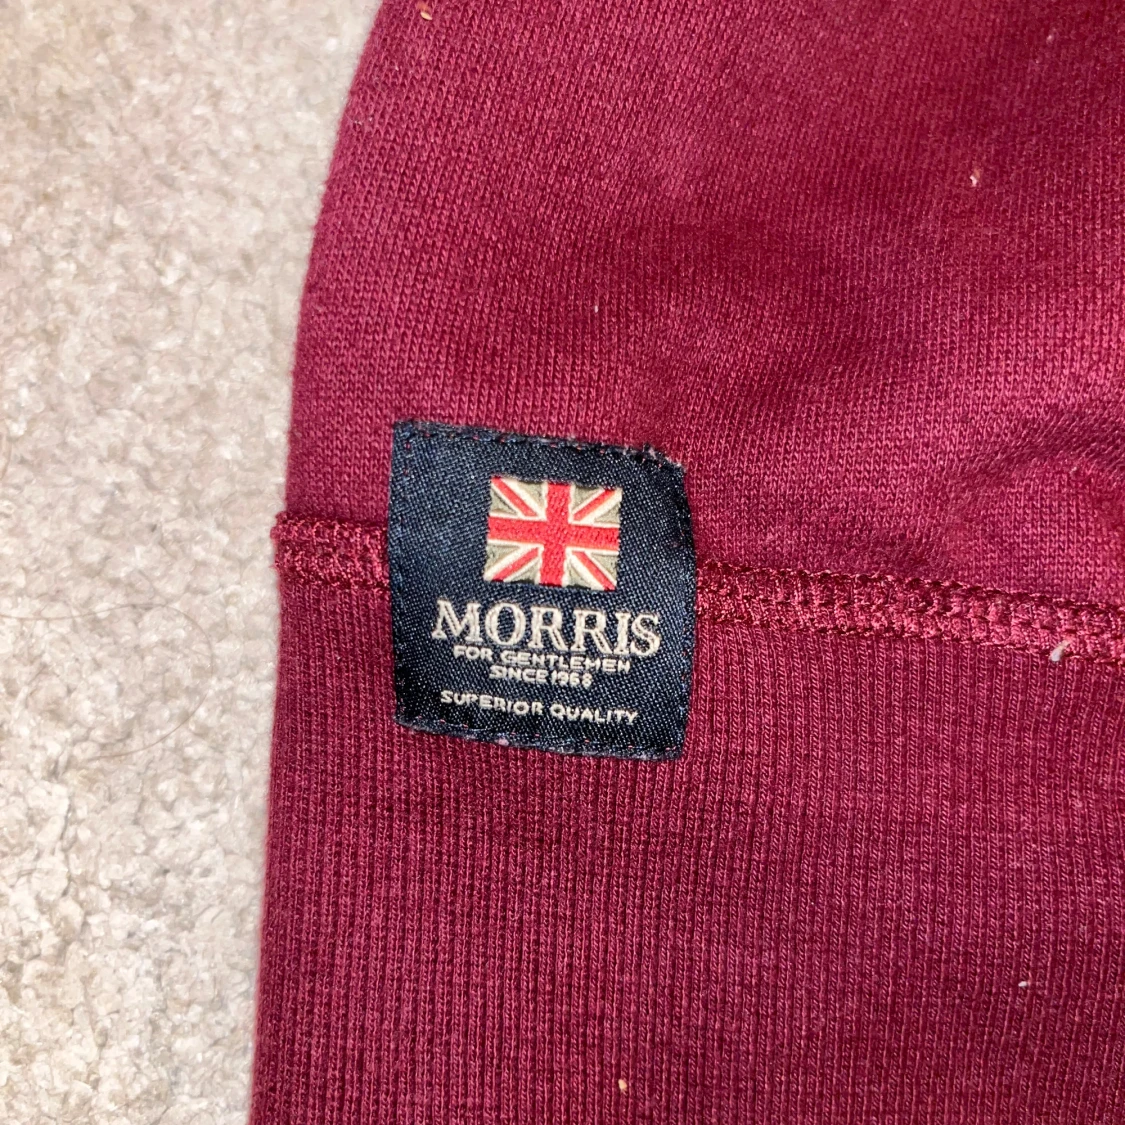 MORRIS
FOR GENTLEMEN
SINCE 1968
SUPERIOR QUALITY